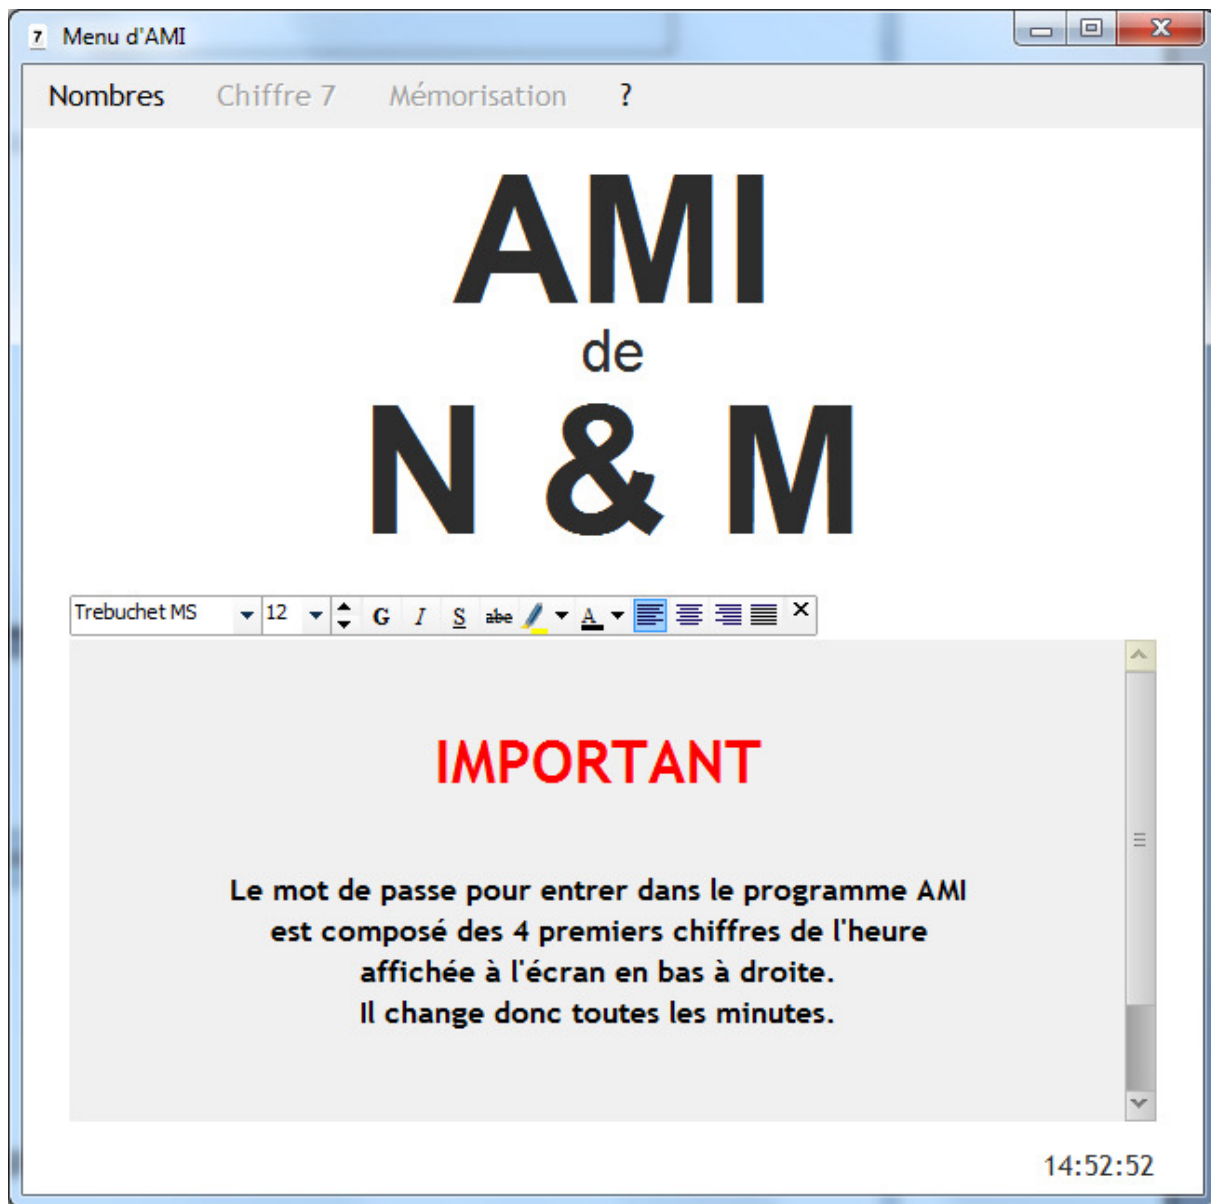 Menu d'AMI
Nombres Chiffre 7 Mémorisation ?
AMI
de
N & M
Trebuchet MS 12 G I S abc A
IMPORTANT
Le mot de passe pour entrer dans le programme AMI
est composé des 4 premiers chiffres de l'heure
affichée à l'écran en bas à droite.
Il change donc toutes les minutes.
14:52:52